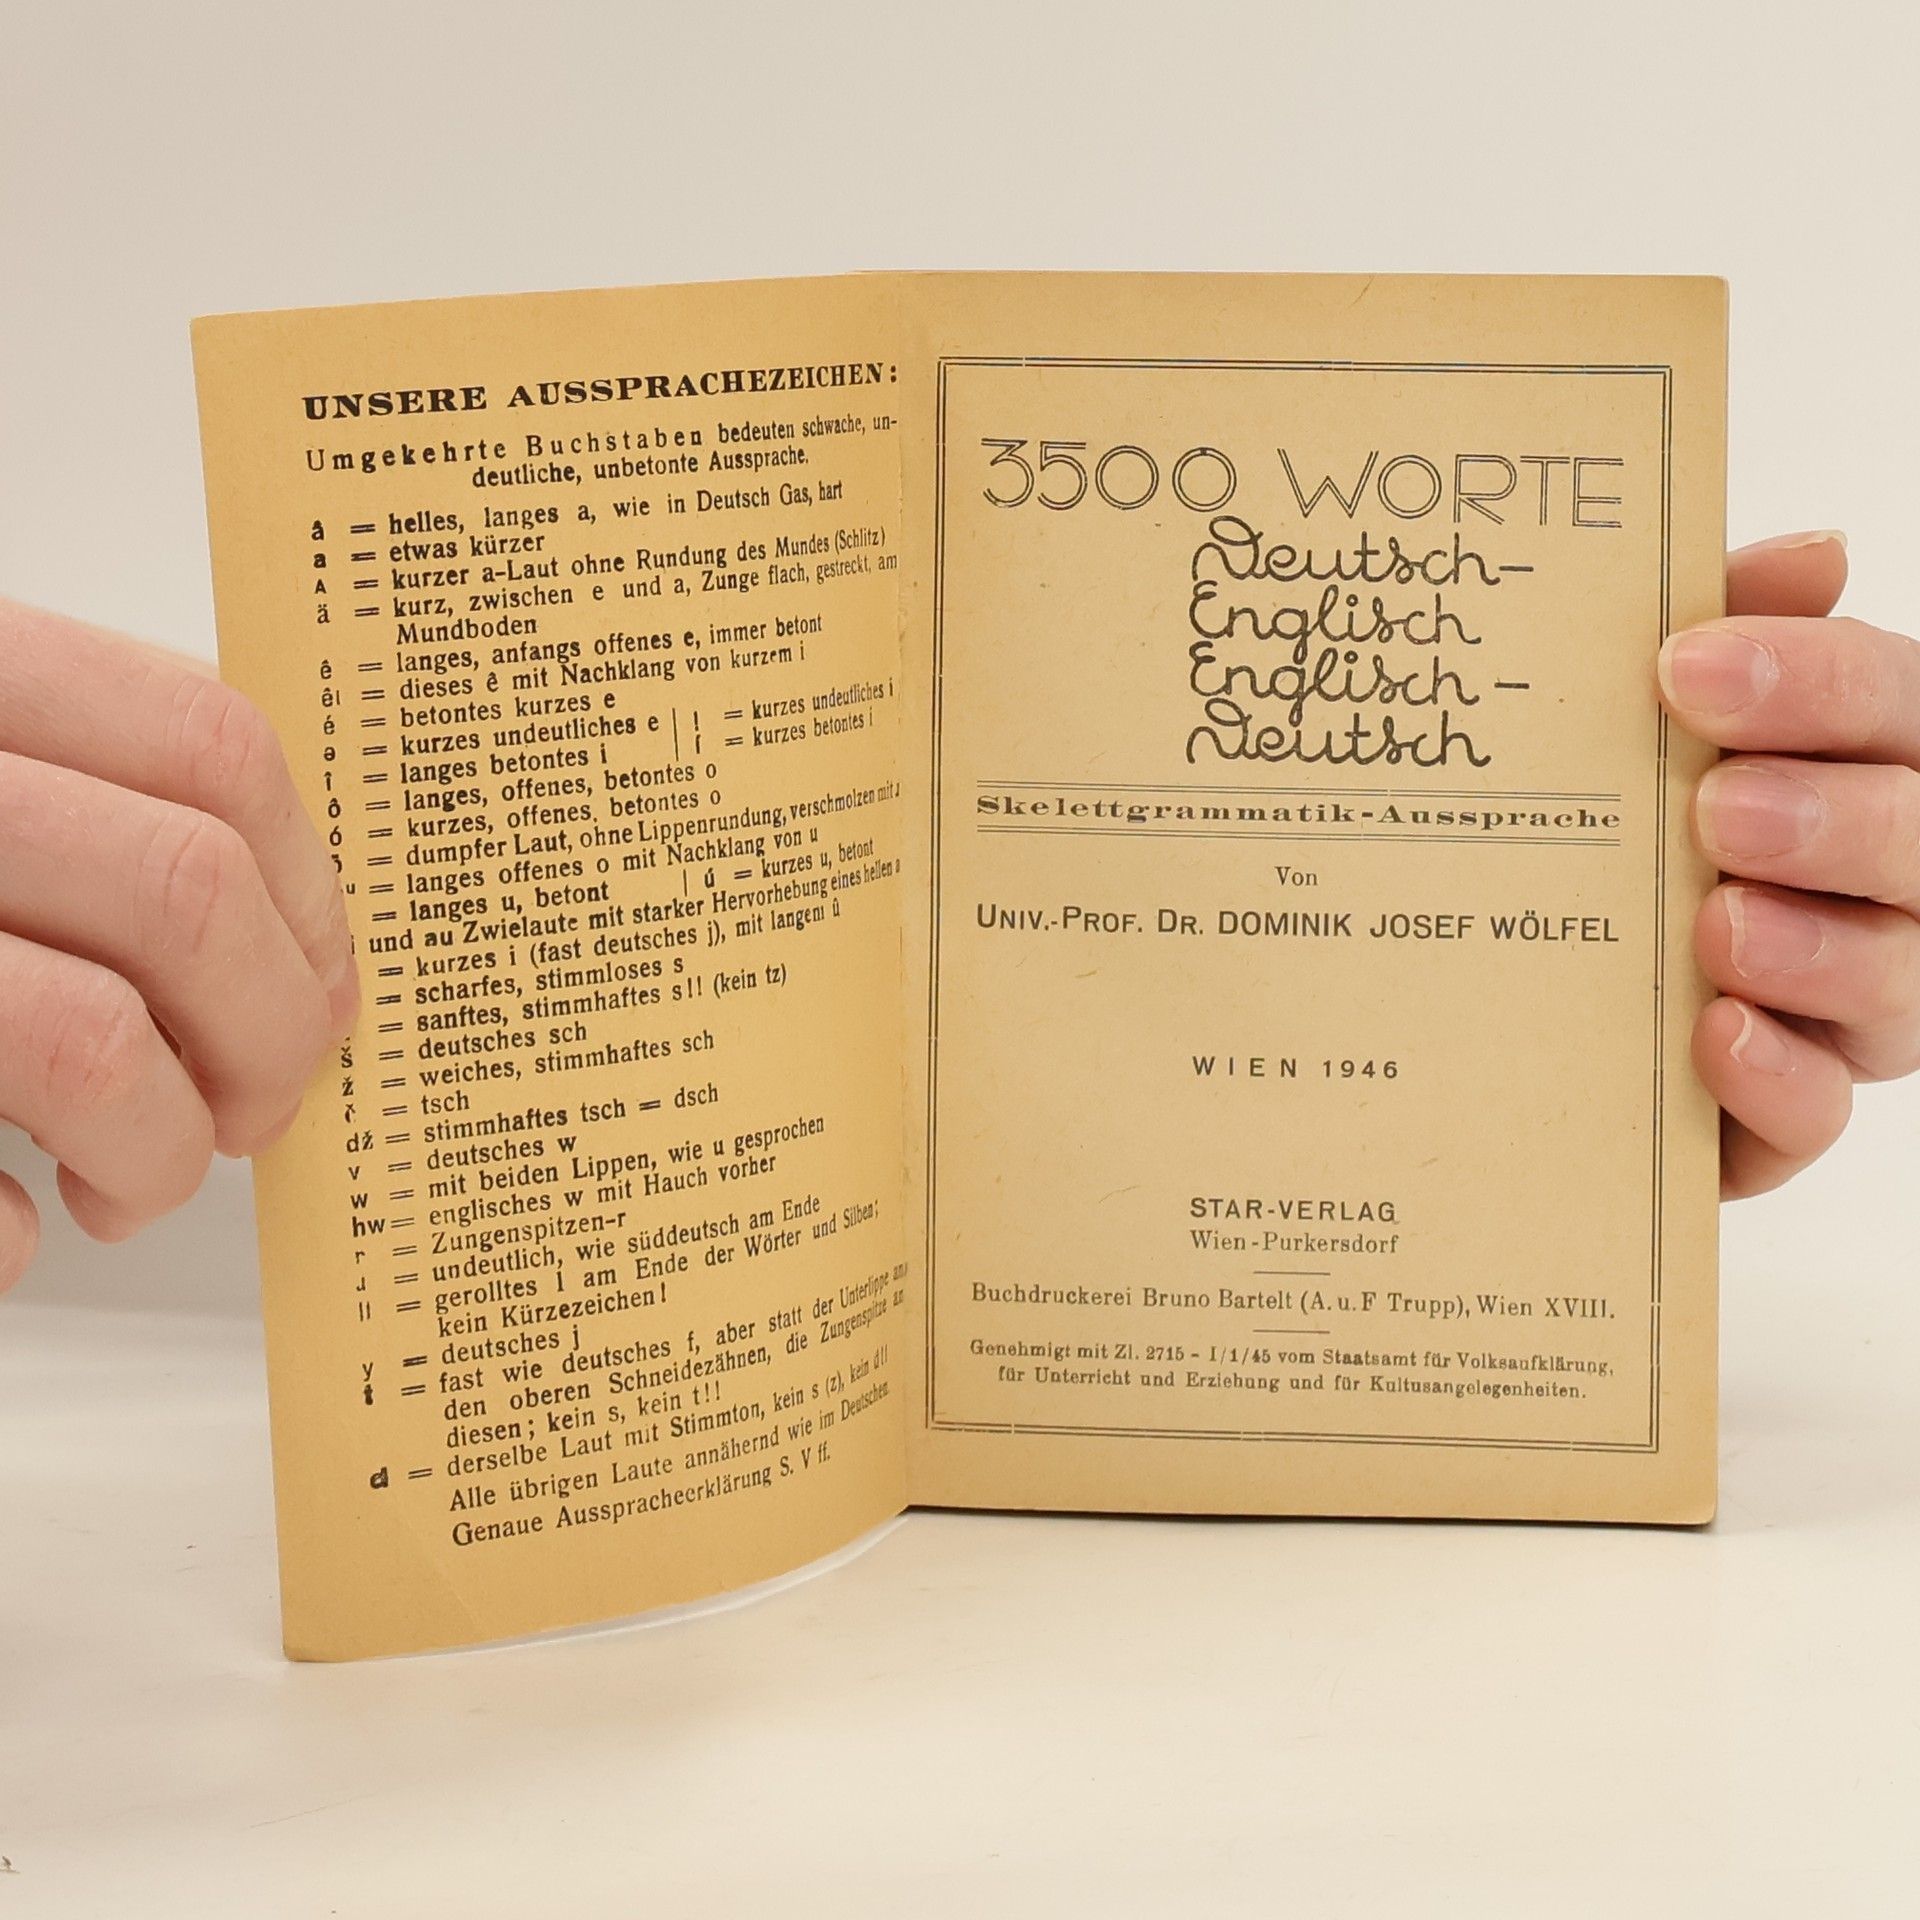 UNSERE AUSSPRACHEZEICHEN:
Umgekehrte Buchstaben bedeuten schwache, un-
deutliche, unbetonte Aussprache.
â = helles, langes a, wie in Deutsch Gas, hart
a = etwas kürzer
ᴀ = kurzer a-Laut ohne Rundung des Mundes (Schlitz)
ä = kurz, zwischen e und a, Zunge flach, gestreckt, am
Mundboden
ê = langes, anfangs offenes e, immer betont
êı = dieses ê mit Nachklang von kurzem i
é = betontes kurzes e
ə = kurzes undeutliches e | ! = kurzes undeutliches i
î = langes betontes i | í = kurzes betontes i
ô = langes, offenes, betontes o
ó = kurzes, offenes, betontes o
= dumpfer Laut, ohne Lippenrundung, verschmolzen mit
u = langes offenes o mit Nachklang von u
= langes u, betont | ú = kurzes u, betont
i und au Zwielaute mit starker Hervorhebung eines hellen a
= kurzes i (fast deutsches j), mit langem û
= scharfes, stimmloses s
= sanftes, stimmhaftes s!! (kein tz)
š = deutsches sch
ž = weiches, stimmhaftes sch
č = tsch
dž = stimmhaftes tsch = dsch
v = deutsches w
w = mit beiden Lippen, wie u gesprochen
hw = englisches w mit Hauch vorher
r = Zungenspitzen-r
ɹ = undeutlich, wie süddeutsch am Ende
ll = gerolltes l am Ende der Wörter und Silben;
kein Kürzezeichen!
y = deutsches j
t = fast wie deutsches f, aber statt der Unterlippe an
den oberen Schneidezähnen, die Zungenspitze an
diesen; kein s, kein t!!
d = derselbe Laut mit Stimmton, kein s (z), kein d!!
Alle übrigen Laute annähernd wie im Deutschen.
Genaue Ausspracheerklärung S. V ff.
3500 WORTE
Deutsch-
Englisch
Englisch-
Deutsch
Skelettgrammatik-Aussprache
Von
UNIV.-PROF. DR. DOMINIK JOSEF WÖLFEL
WIEN 1946
STAR-VERLAG
Wien-Purkersdorf
Buchdruckerei Bruno Bartelt (A. u. F Trupp), Wien XVIII.
Genehmigt mit Zl. 2715 - I/1/45 vom Staatsamt für Volksaufklärung,
für Unterricht und Erziehung und für Kultusangelegenheiten.